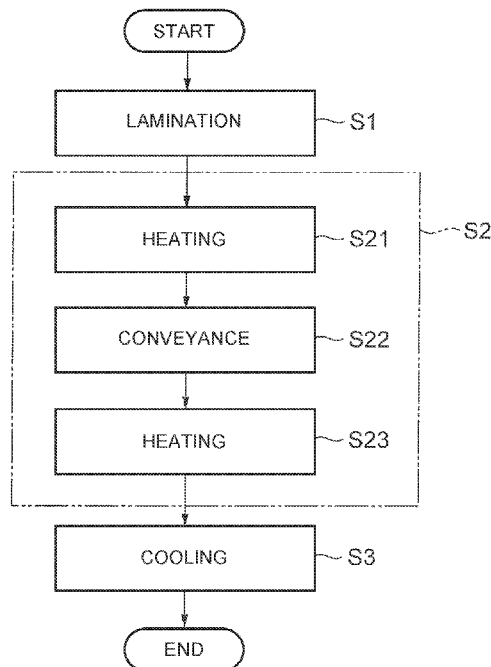 START
LAMINATION S1
S2
HEATING S21
CONVEYANCE S22
HEATING S23
COOLING S3
END